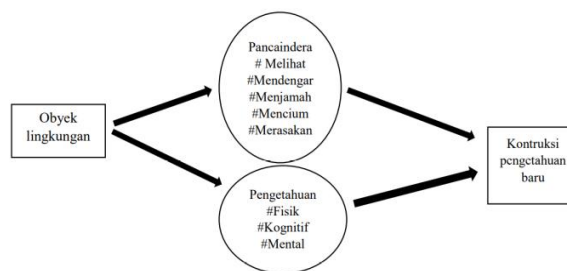 Obyek
lingkungan
Pancaindera
# Melihat
#Mendengar
#Menjamah
#Mencium
#Merasakan
Pengetahuan
#Fisik
#Kognitif
#Mental
Kontruksi
pengetahuan
baru